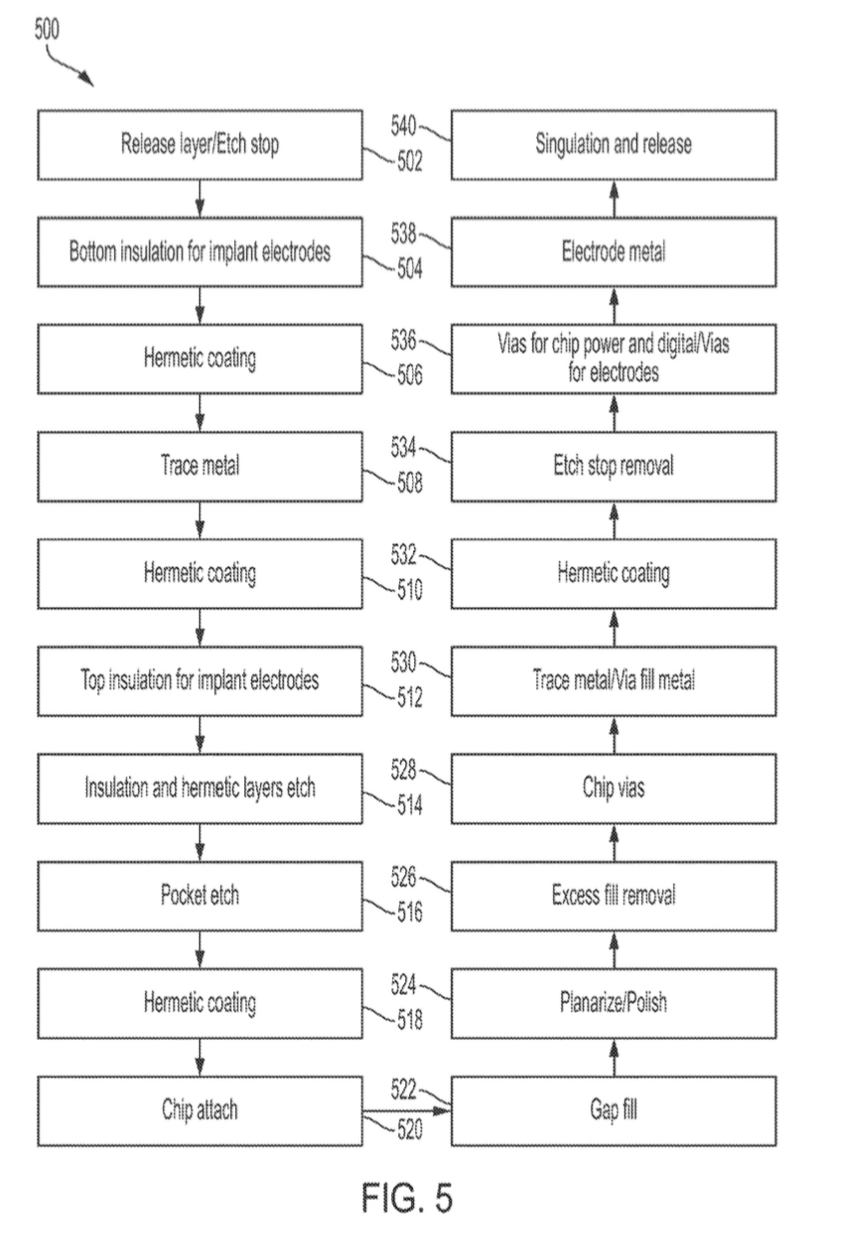 500
Release layer/Etch stop
502
Bottom insulation for implant electrodes
504
Hermetic coating
506
Trace metal
508
Hermetic coating
510
Top insulation for implant electrodes
512
Insulation and hermetic layers etch
514
Pocket etch
516
Hermetic coating
518
Chip attach
520
522
Gap fill
524
Planarize/Polish
526
Excess fill removal
528
Chip vias
530
Trace metal/Via fill metal
532
Hermetic coating
534
Etch stop removal
536
Vias for chip power and digital/Vias
for electrodes
538
Electrode metal
540
Singulation and release
FIG. 5